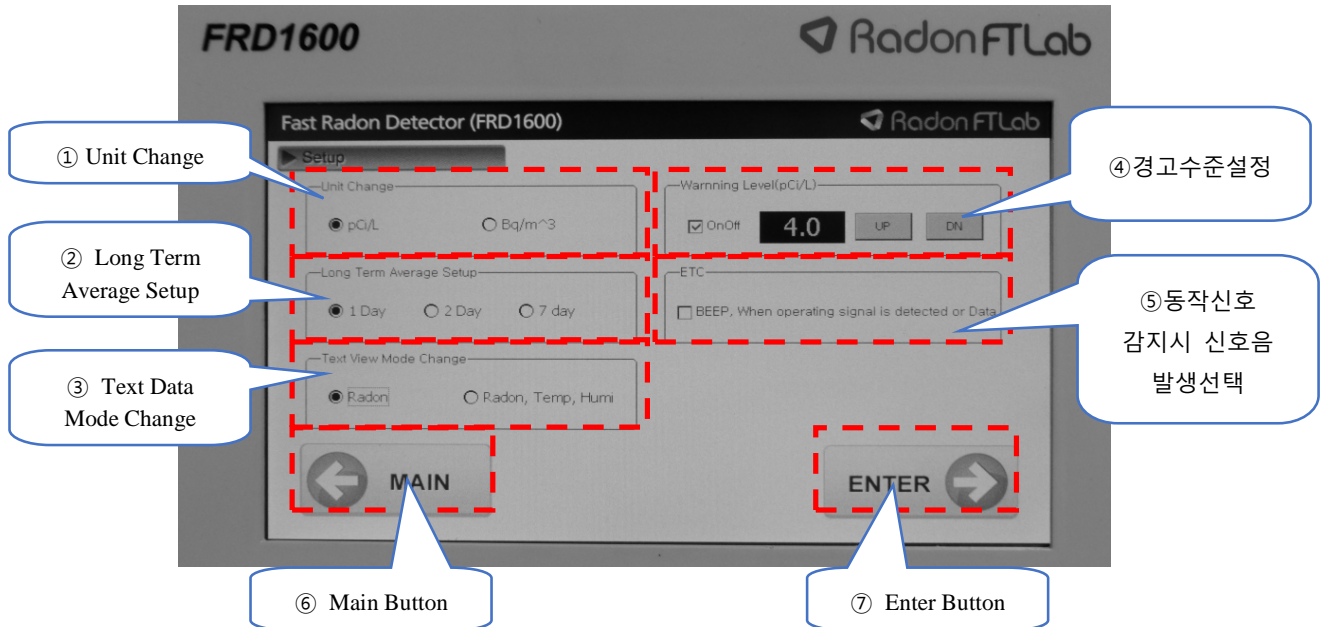 FRD1600
Radon FTLab
Fast Radon Detector (FRD1600)
Radon FTLab
Setup
① Unit Change
Unit Change
pCi/L
Bq/m^3
Warnning Level(pCi/L)
OnOff
4.0
UP
DN
④경고수준설정
② Long Term
Average Setup
Long Term Average Setup
1 Day
2 Day
7 day
ETC
BEEP, When operating signal is detected or Data
⑤동작신호
감지시 신호음
발생선택
③ Text Data
Mode Change
Text View Mode Change
Radon
Radon, Temp, Humi
MAIN
ENTER
⑥ Main Button
⑦ Enter Button